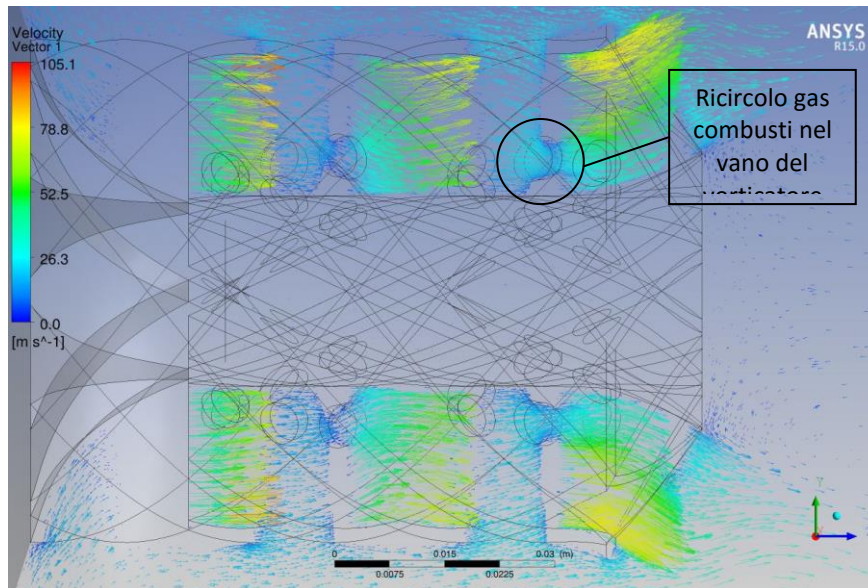 Velocity
Vector 1
105.1
78.8
52.5
26.3
0.0
[m s^-1]
ANSYS
R15.0
Ricircolo gas
combusti nel
vano del
0
0.015
0.03 (m)
0.0075
0.0225
Y